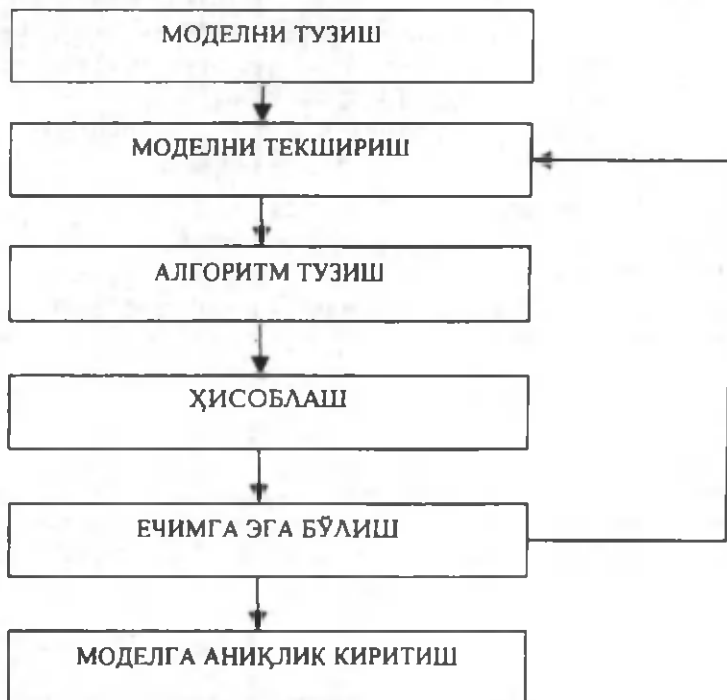 МОДЕЛНИ ТУЗИШ
МОДЕЛНИ ТЕКШИРИШ
АЛГОРИТМ ТУЗИШ
ҲИСОБЛАШ
ЕЧИМГА ЭГА БЎЛИШ
МОДЕЛГА АНИҚЛИК КИРИТИШ